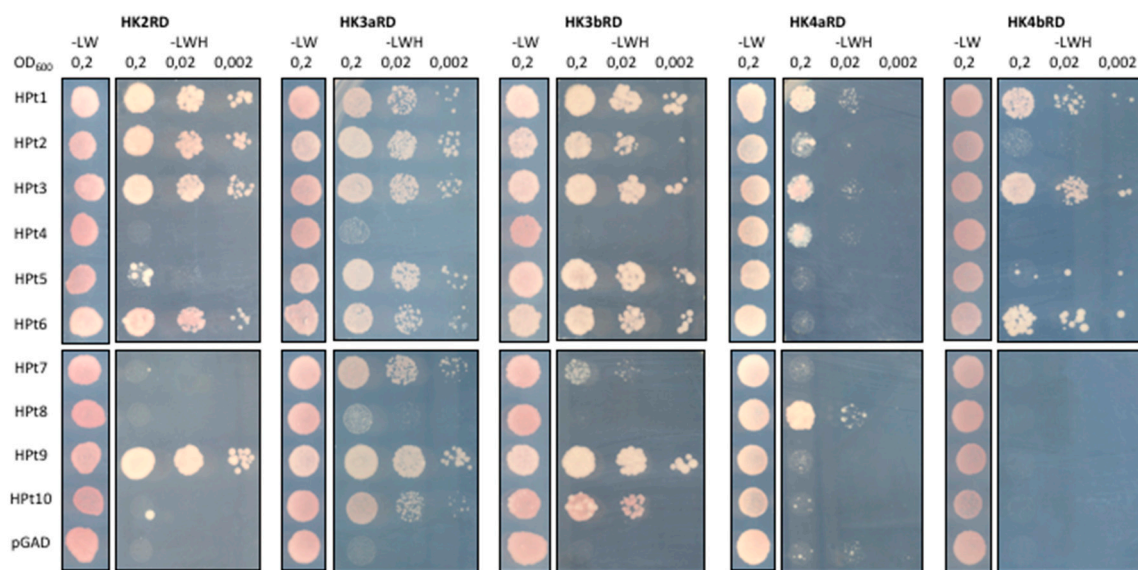 HK2RD HK3aRD HK3bRD HK4aRD HK4bRD
-LW -LWH -LW -LWH -LW -LWH -LW -LWH -LW -LWH
OD600 0,2 0,2 0,02 0,002 0,2 0,2 0,02 0,002 0,2 0,2 0,02 0,002 0,2 0,2 0,02 0,002 0,2 0,2 0,02 0,002
HPt1
HPt2
HPt3
HPt4
HPt5
HPt6
HPt7
HPt8
HPt9
HPt10
pGAD